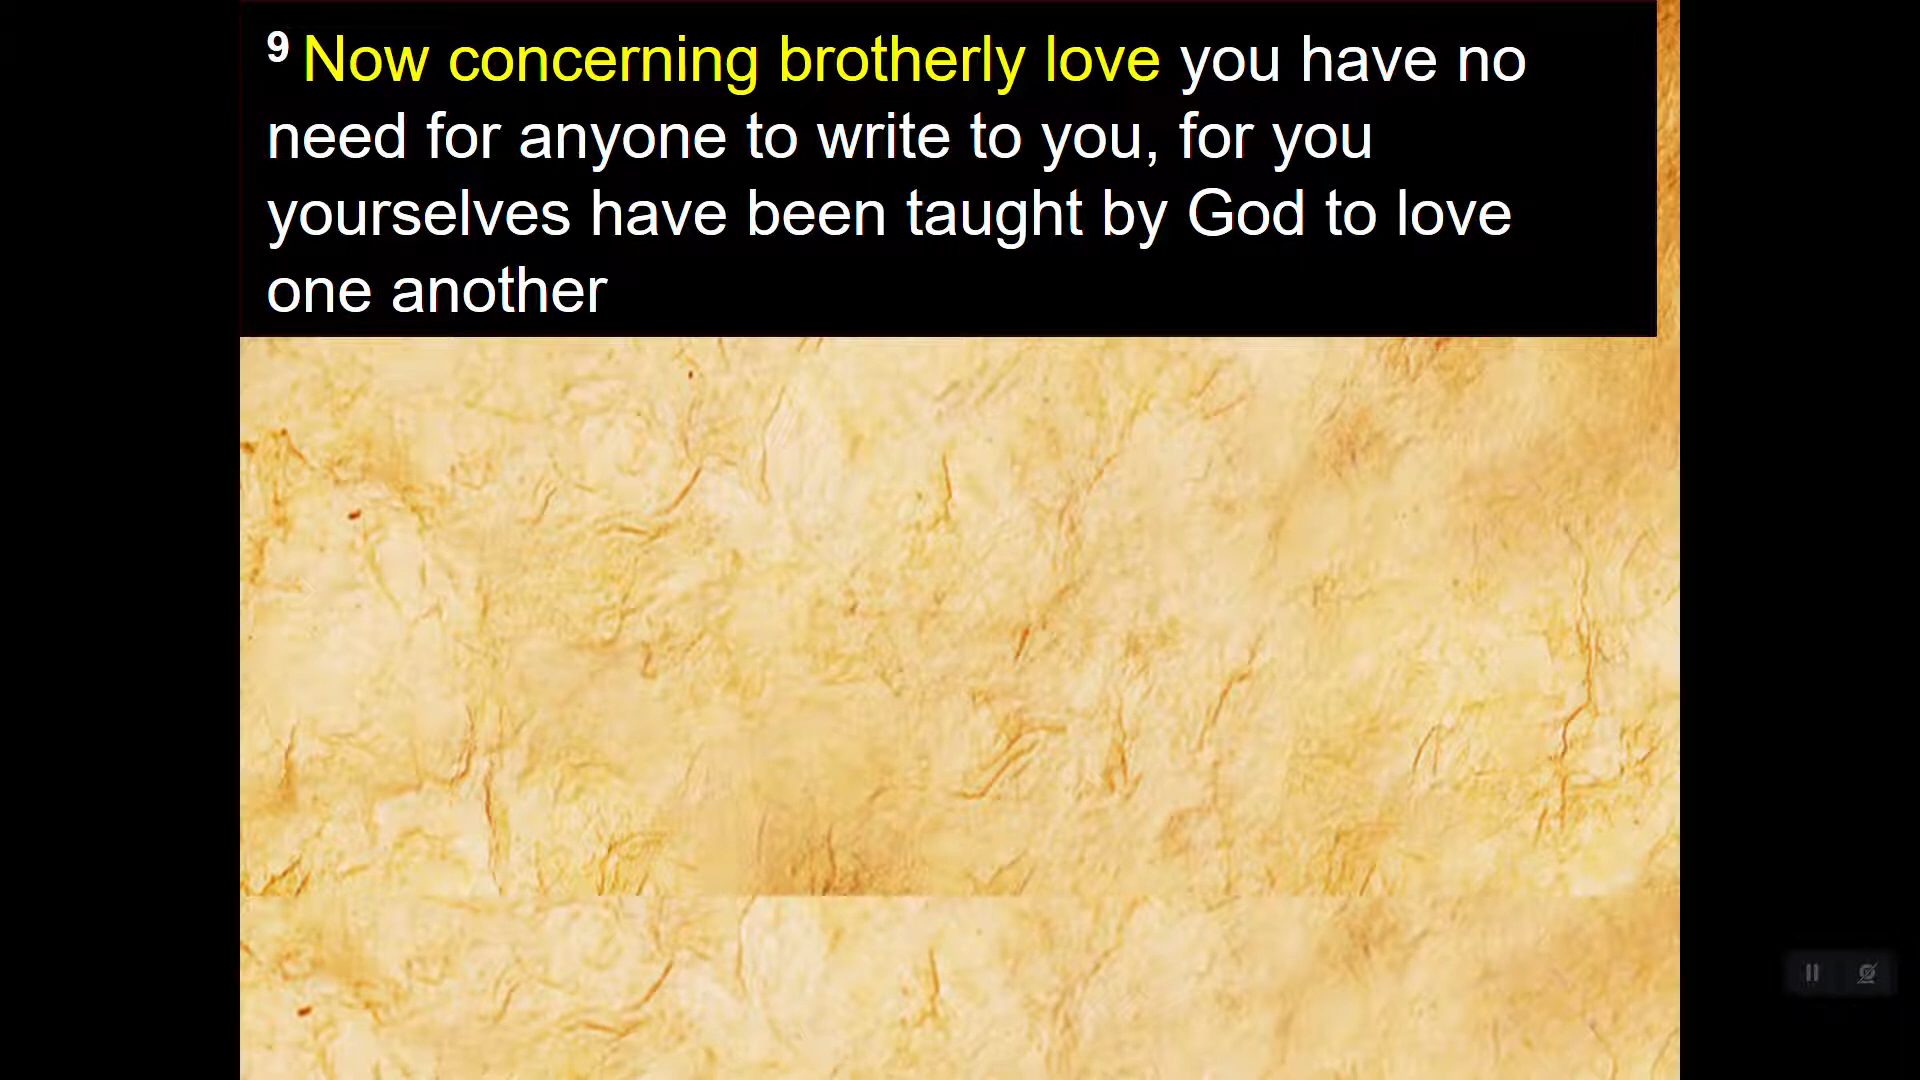 9 Now concerning brotherly love you have no
need for anyone to write to you, for you
yourselves have been taught by God to love
one another